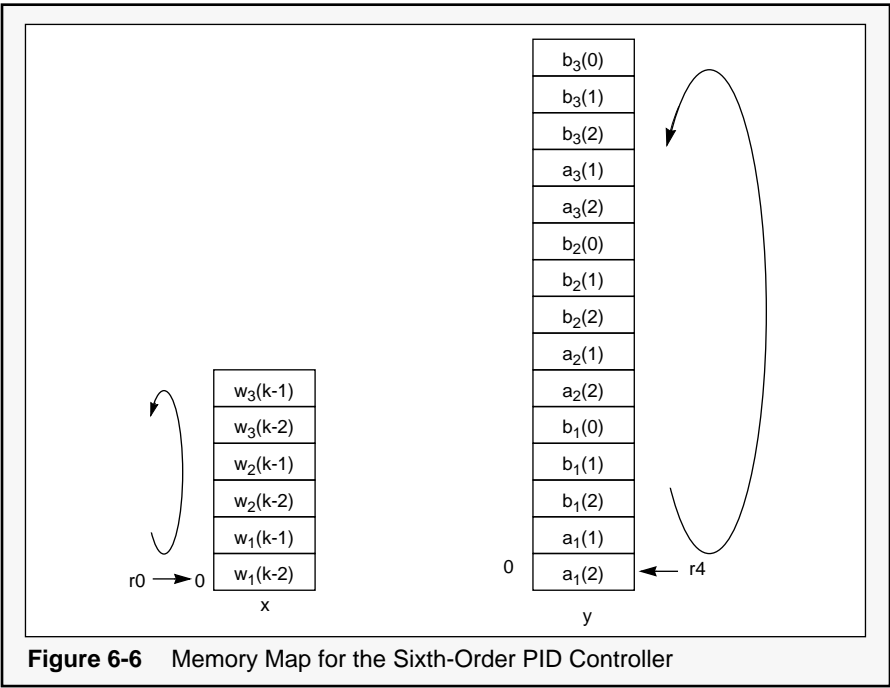 b3(0)
b3(1)
b3(2)
a3(1)
a3(2)
b2(0)
b2(1)
b2(2)
a2(1)
a2(2)
b1(0)
b1(1)
b1(2)
a1(1)
a1(2)
0
r4
y
w3(k-1)
w3(k-2)
w2(k-1)
w2(k-2)
w1(k-1)
w1(k-2)
r0
0
x
Figure 6-6 Memory Map for the Sixth-Order PID Controller